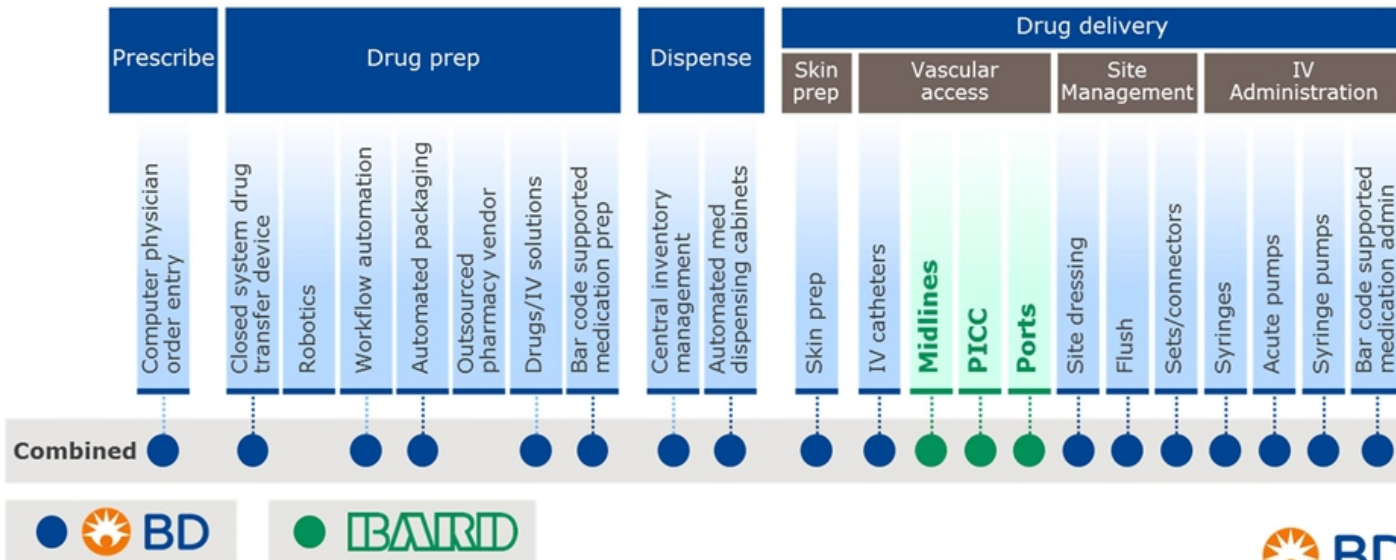 Prescribe
Drug prep
Dispense
Drug delivery
Skin
prep
Vascular
access
Site
Management
IV
Administration
Computer physician
order entry
Closed system drug
transfer device
Robotics
Workflow automation
Automated packaging
Outsourced
pharmacy vendor
Drugs/IV solutions
Bar code supported
medication prep
Central inventory
management
Automated med
dispensing cabinets
Skin prep
IV catheters
Midlines
PICC
Ports
Site dressing
Flush
Sets/connectors
Syringes
Acute pumps
Syringe pumps
Bar code supported
medication admin
Combined
BD
BARD
BD